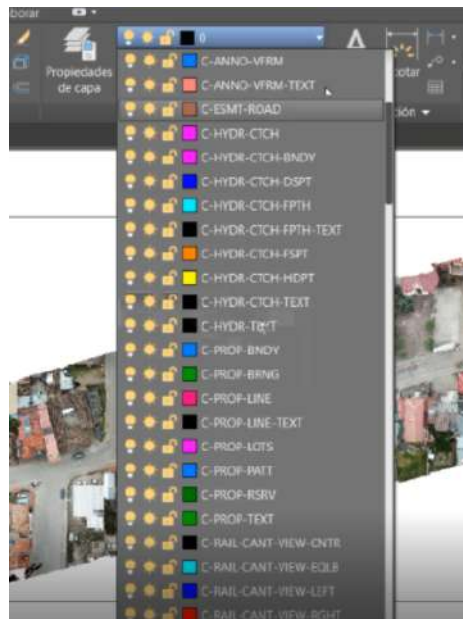 borar
0
Propiedades
de capa
A
otar
ción
C-ANNO-VFRM
C-ANNO-VFRM-TEXT
C-ESMT-ROAD
C-HYDR-CTCH
C-HYDR-CTCH-BNDY
C-HYDR-CTCH-DSPT
C-HYDR-CTCH-FPTH
C-HYDR-CTCH-FPTH-TEXT
C-HYDR-CTCH-FSPT
C-HYDR-CTCH-HDPT
C-HYDR-CTCH-TEXT
C-HYDR-TEXT
C-PROP-BNDY
C-PROP-BRNG
C-PROP-LINE
C-PROP-LINE-TEXT
C-PROP-LOTS
C-PROP-PATT
C-PROP-RSRV
C-PROP-TEXT
C-RAIL-CANT-VIEW-CNTR
C-RAIL-CANT-VIEW-EQLB
C-RAIL-CANT-VIEW-LEFT
C-RAIL-CANT-VIEW-RGHT